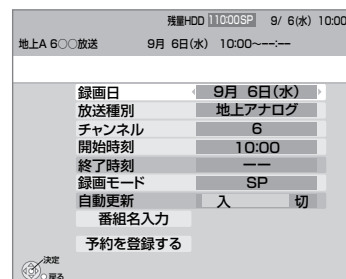 残量HDD 110:00SP 9/ 6(水) 10:00
地上A 6○○放送 9月 6日(水) 10:00~--:--
録画日 9月 6日(水)
放送種別 地上アナログ
チャンネル 6
開始時刻 10:00
終了時刻 --
録画モード SP
自動更新 入 切
番組名入力
予約を登録する
決定
戻る